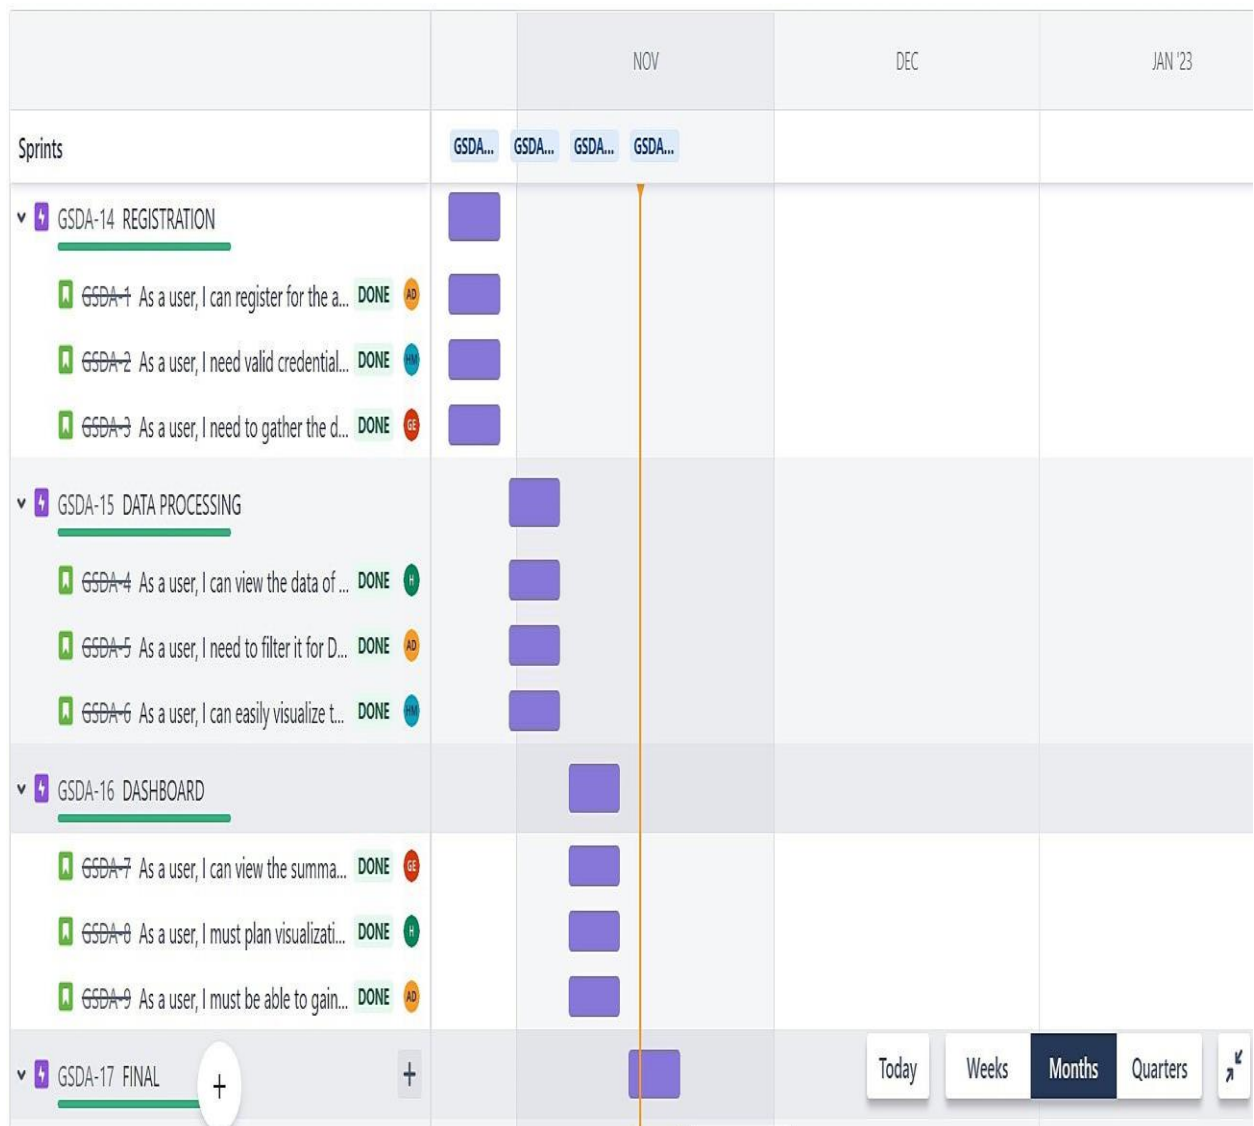 NOV DEC JAN '23
Sprints GSDA... GSDA... GSDA... GSDA...
GSDA-14 REGISTRATION
GSDA-1 As a user, I can register for the a... DONE AD
GSDA-2 As a user, I need valid credential... DONE HM
GSDA-3 As a user, I need to gather the d... DONE GE
GSDA-15 DATA PROCESSING
GSDA-4 As a user, I can view the data of ... DONE H
GSDA-5 As a user, I need to filter it for D... DONE AD
GSDA-6 As a user, I can easily visualize t... DONE HM
GSDA-16 DASHBOARD
GSDA-7 As a user, I can view the summa... DONE GE
GSDA-8 As a user, I must plan visualizati... DONE H
GSDA-9 As a user, I must be able to gain... DONE AD
GSDA-17 FINAL + + Today Weeks Months Quarters